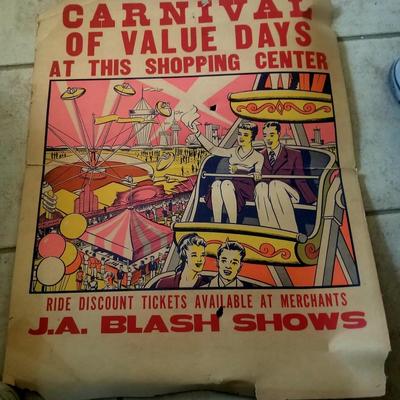 CARNIVAL
OF VALUE DAYS
AT THIS SHOPPING CENTER
RIDE DISCOUNT TICKETS AVAILABLE AT MERCHANTS
J.A. BLASH SHOWS